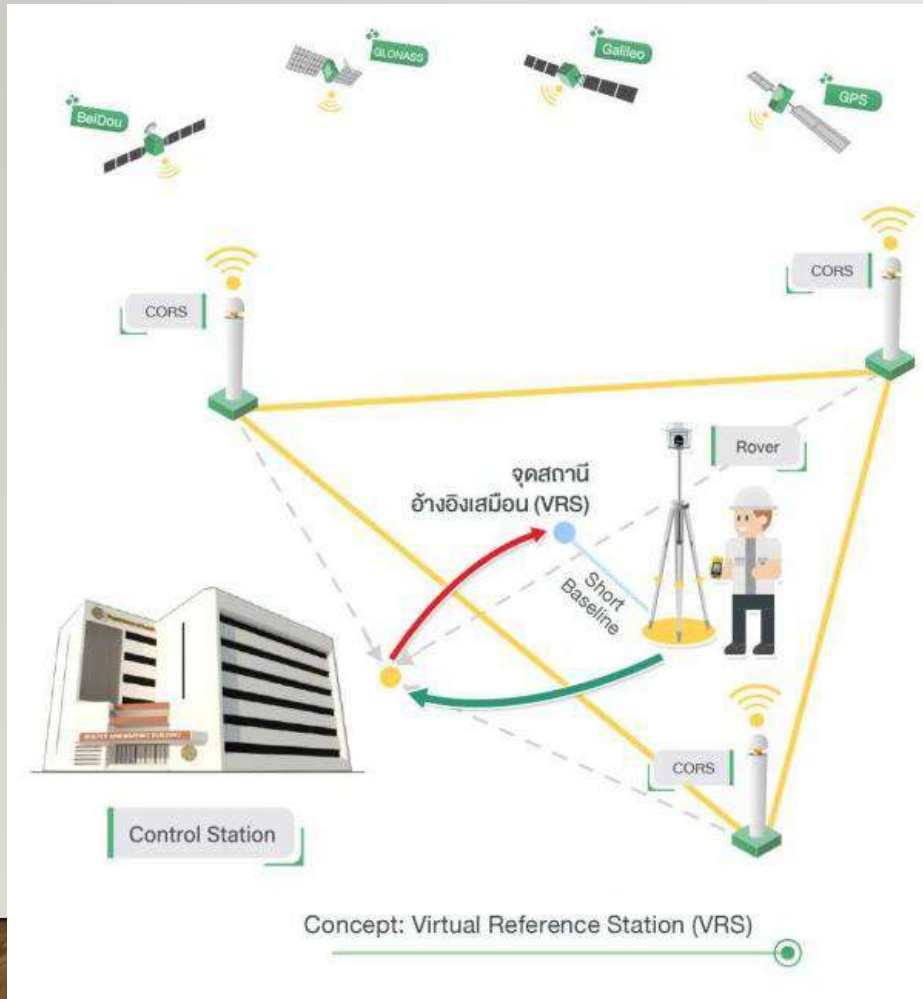 BeiDou
GLONASS
Galileo
GPS
CORS
CORS
Rover
จุดสถานี
อ้างอิงเสมือน (VRS)
Short
Baseline
CORS
Control Station
Concept: Virtual Reference Station (VRS)